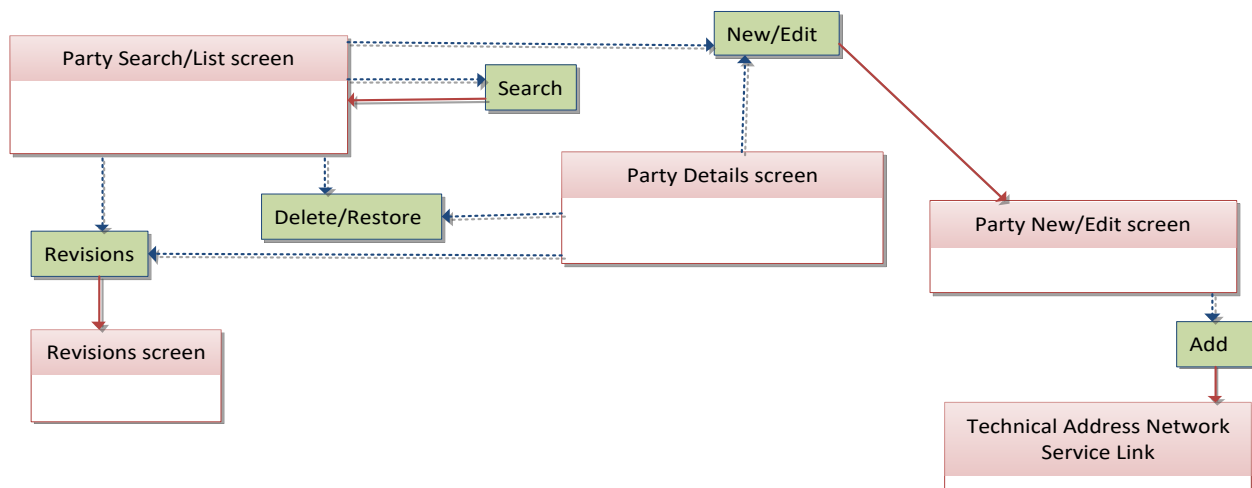 New/Edit
Party Search/List screen
Search
Party Details screen
Delete/Restore
Party New/Edit screen
Revisions
Revisions screen
Add
Technical Address Network
Service Link